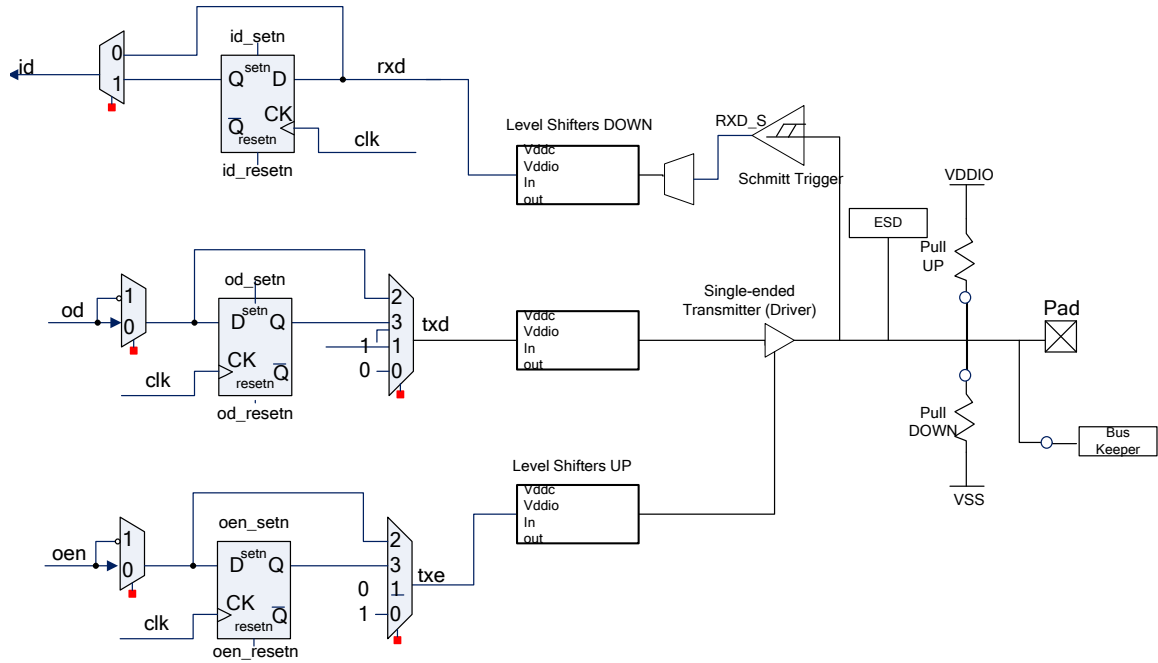 id_setn
0
id
1
Q
setn
D
rxd
CK
Q
resetn
clk
id_resetn
Level Shifters DOWN
Vddc
Vddio
In
out
RXD_S
Schmitt Trigger
ESD
VDDIO
Pull
UP
Pad
od
1
0
od_setn
setn
D
Q
CK
resetn
Q
clk
od_resetn
2
3
1
1
0
0
txd
Vddc
Vddio
In
out
Single-ended
Transmitter (Driver)
Pull
DOWN
VSS
Bus
Keeper
Level Shifters UP
Vddc
Vddio
In
out
oen
1
0
oen_setn
setn
D
Q
CK
resetn
Q
clk
oen_resetn
2
3
0
1
1
0
txe